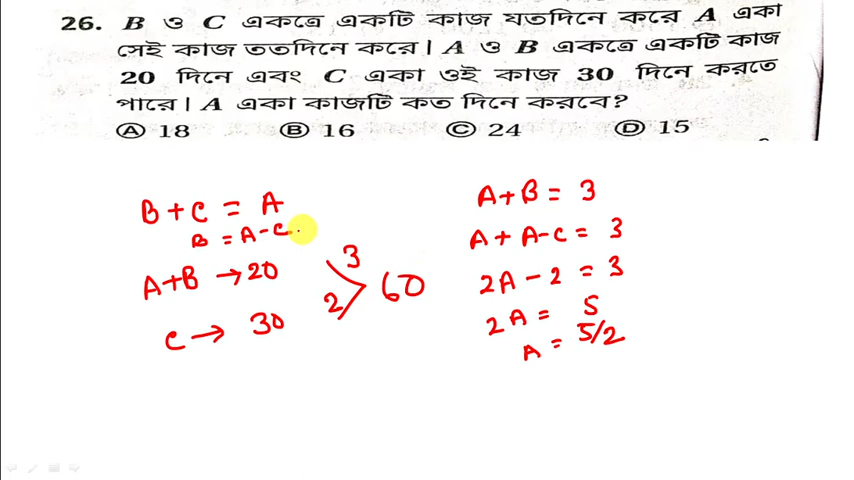 26. B ও C একত্রে একটি কাজ যতদিনে করে A একা
সেই কাজ ততদিনে করে। A ও B একত্রে একটি কাজ
20 দিনে এবং C একা ওই কাজ 30 দিনে করতে
পারে। A একা কাজটি কত দিনে করবে?
Ⓐ 18 Ⓑ 16 Ⓒ 24 Ⓓ 15
B + C = A
B = A - C
A+B → 20
C → 30
3
2
60
A + B = 3
A + A - C = 3
2A - 2 = 3
2A = 5
A = 5/2